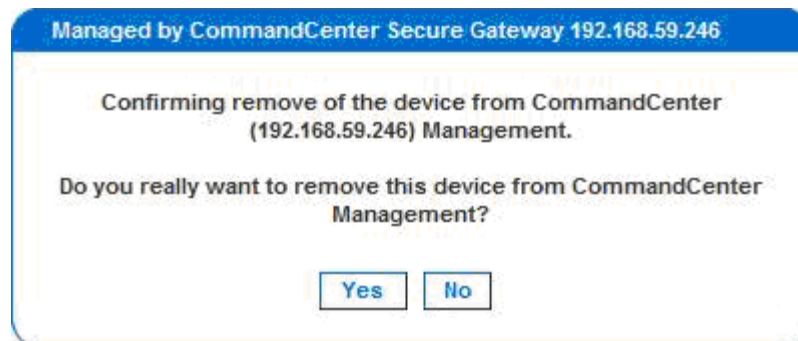 Managed by CommandCenter Secure Gateway 192.168.59.246
Confirming remove of the device from CommandCenter
(192.168.59.246) Management.
Do you really want to remove this device from CommandCenter
Management?
Yes No